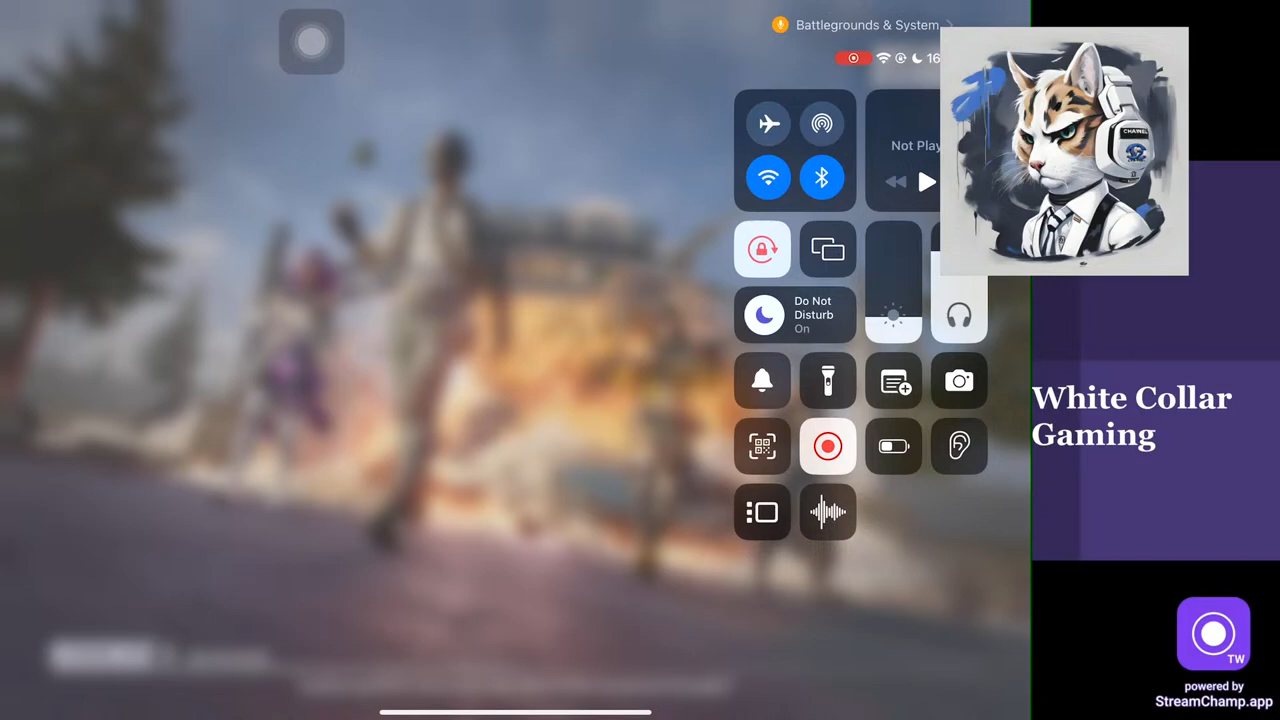 Battlegrounds & System
16
Not Play
CHANEL
Do Not
Disturb
On
White Collar
Gaming
TW
powered by
StreamChamp.app